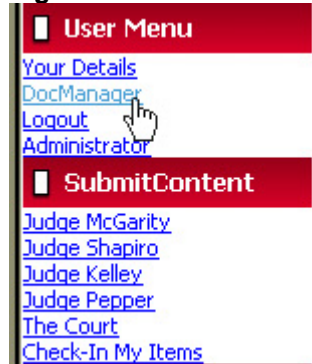 User Menu
Your Details
DocManager
Logout
Administrator
SubmitContent
Judge McGarity
Judge Shapiro
Judge Kelley
Judge Pepper
The Court
Check-In My Items